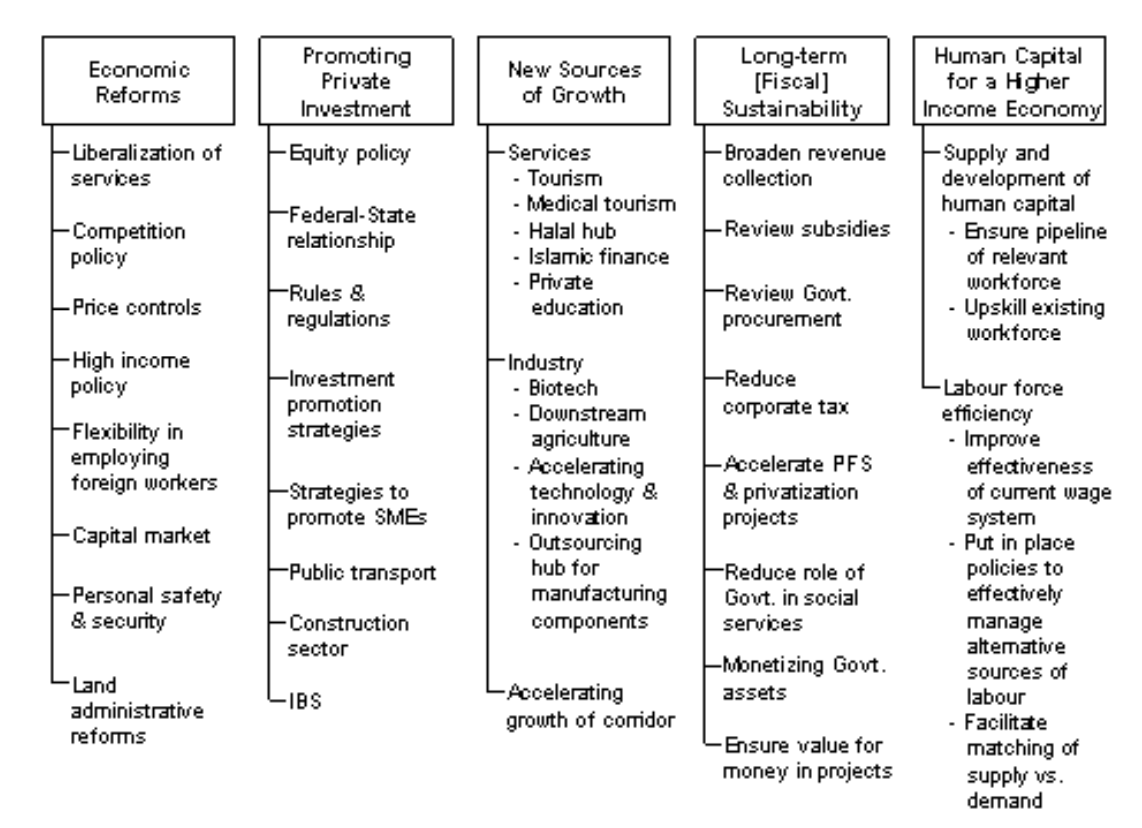 Economic
Reforms
Liberalization of
services
Competition
policy
Price controls
High income
policy
Flexibility in
employing
foreign workers
Capital market
Personal safety
& security
Land
administrative
reforms
Promoting
Private
Investment
Equity policy
Federal-State
relationship
Rules &
regulations
Investment
promotion
strategies
Strategies to
promote SMEs
Public transport
Construction
sector
IBS
New Sources
of Growth
Services
- Tourism
- Medical tourism
- Halal hub
- Islamic finance
- Private
education
Industry
- Biotech
- Downstream
agriculture
- Accelerating
technology &
innovation
- Outsourcing
hub for
manufacturing
components
Accelerating
growth of corridor
Long-term
[Fiscal]
Sustainability
Broaden revenue
collection
Review subsidies
Review Govt.
procurement
Reduce
corporate tax
Accelerate PFS
& privatization
projects
Reduce role of
Govt. in social
services
Monetizing Govt.
assets
Ensure value for
money in projects
Human Capital
for a Higher
Income Economy
Supply and
development of
human capital
- Ensure pipeline
of relevant
workforce
- Upskill existing
workforce
Labour force
efficiency
- Improve
effectiveness
of current wage
system
- Put in place
policies to
effectively
manage
alternative
sources of
labour
- Facilitate
matching of
supply vs.
demand